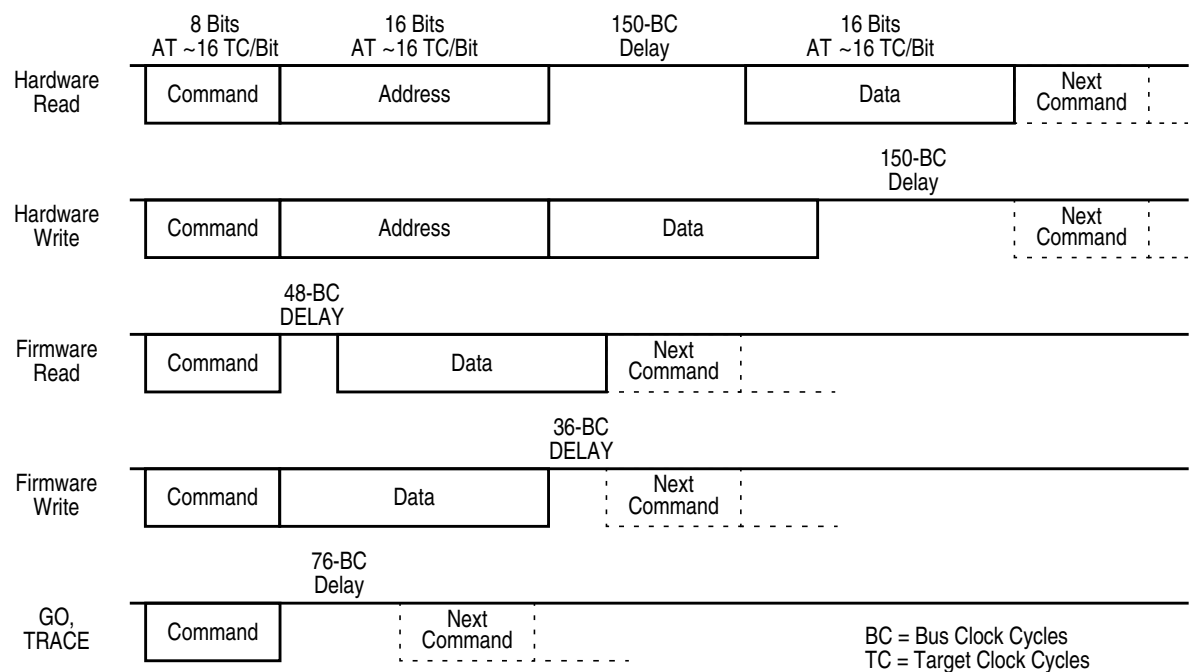 8 Bits
AT ~16 TC/Bit
16 Bits
AT ~16 TC/Bit
150-BC
Delay
16 Bits
AT ~16 TC/Bit
Hardware
Read
Command
Address
Data
Next
Command
150-BC
Delay
Hardware
Write
Command
Address
Data
Next
Command
48-BC
DELAY
Firmware
Read
Command
Data
Next
Command
36-BC
DELAY
Firmware
Write
Command
Data
Next
Command
76-BC
Delay
GO,
TRACE
Command
Next
Command
BC = Bus Clock Cycles
TC = Target Clock Cycles